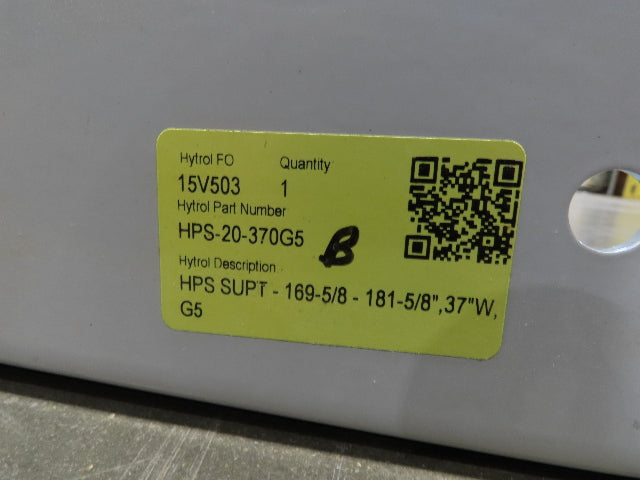 Hytrol FO Quantity
15V503 1
Hytrol Part Number
HPS-20-370G5
B
Hytrol Description
HPS SUPT - 169-5/8 - 181-5/8",37"W,
G5